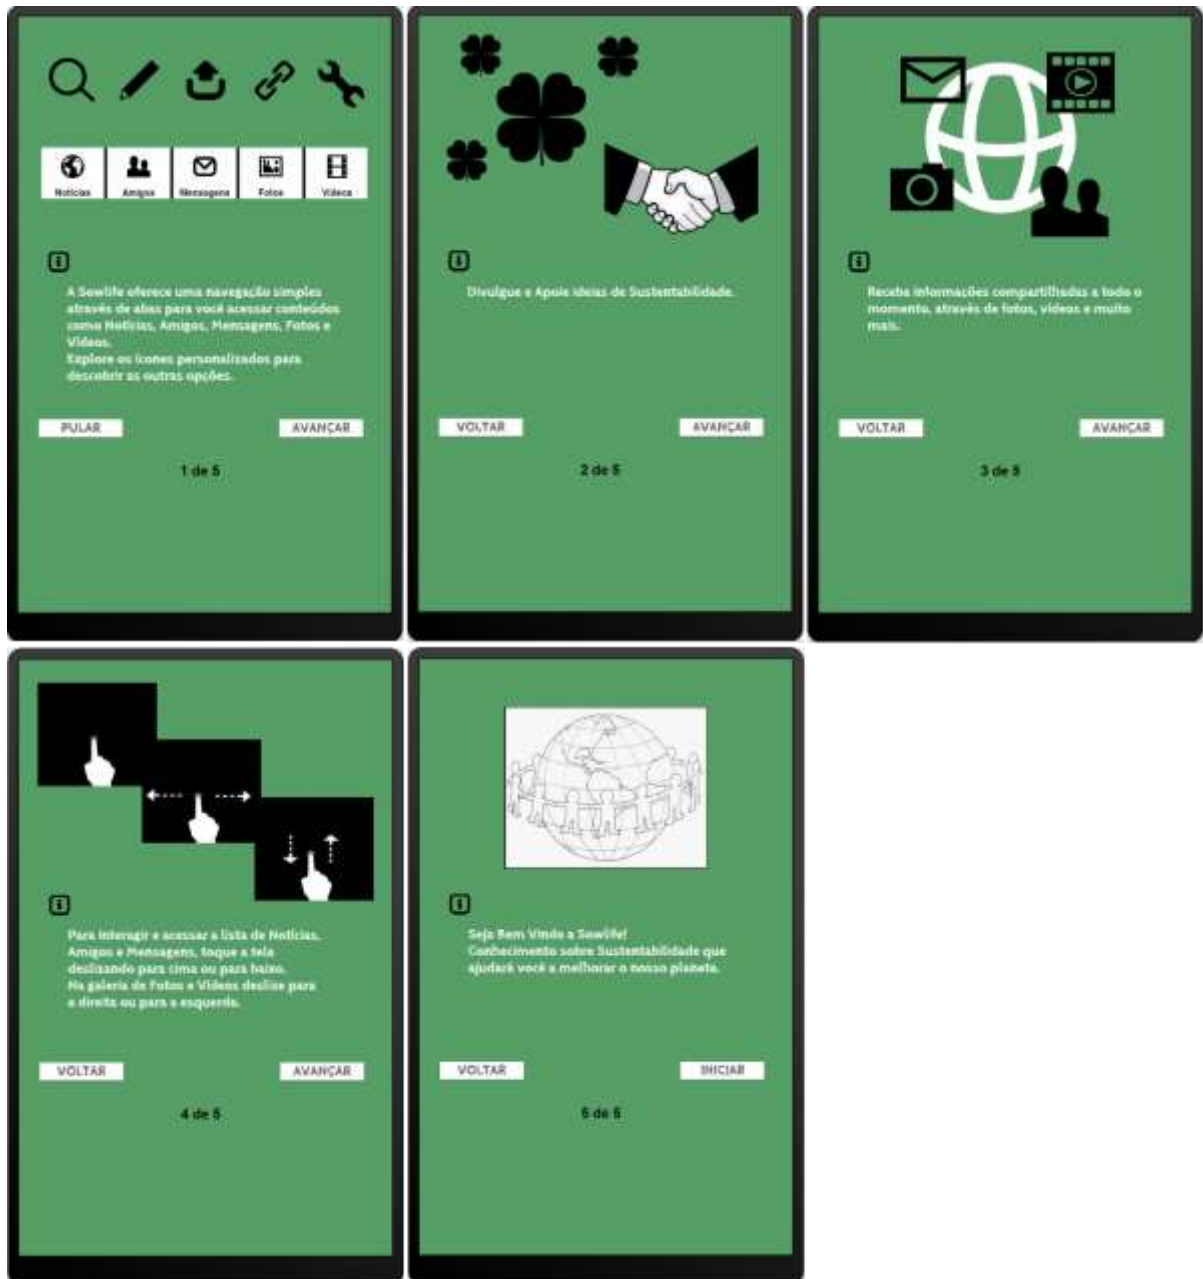 Notícias Amigos Mensagens Fotos Vídeos
A Sowlife oferece uma navegação simples
através de abas para você acessar conteúdos
como Notícias, Amigos, Mensagens, Fotos e
Vídeos.
Explore os ícones personalizados para
descobrir as outras opções.
PULAR AVANÇAR
1 de 5
Divulgue e Apoie ideias de Sustentabilidade.
VOLTAR AVANÇAR
2 de 5
Receba informações compartilhadas a todo o
momento, através de fotos, vídeos e muito
mais.
VOLTAR AVANÇAR
3 de 5
Para interagir e acessar a lista de Notícias,
Amigos e Mensagens, toque a tela
deslizando para cima ou para baixo.
Na galeria de Fotos e Vídeos deslize para
a direita ou para a esquerda.
VOLTAR AVANÇAR
4 de 5
Seja Bem Vindo a Sowlife!
Conhecimento sobre Sustentabilidade que
ajudará você a melhorar o nosso planeta.
VOLTAR INICIAR
5 de 5